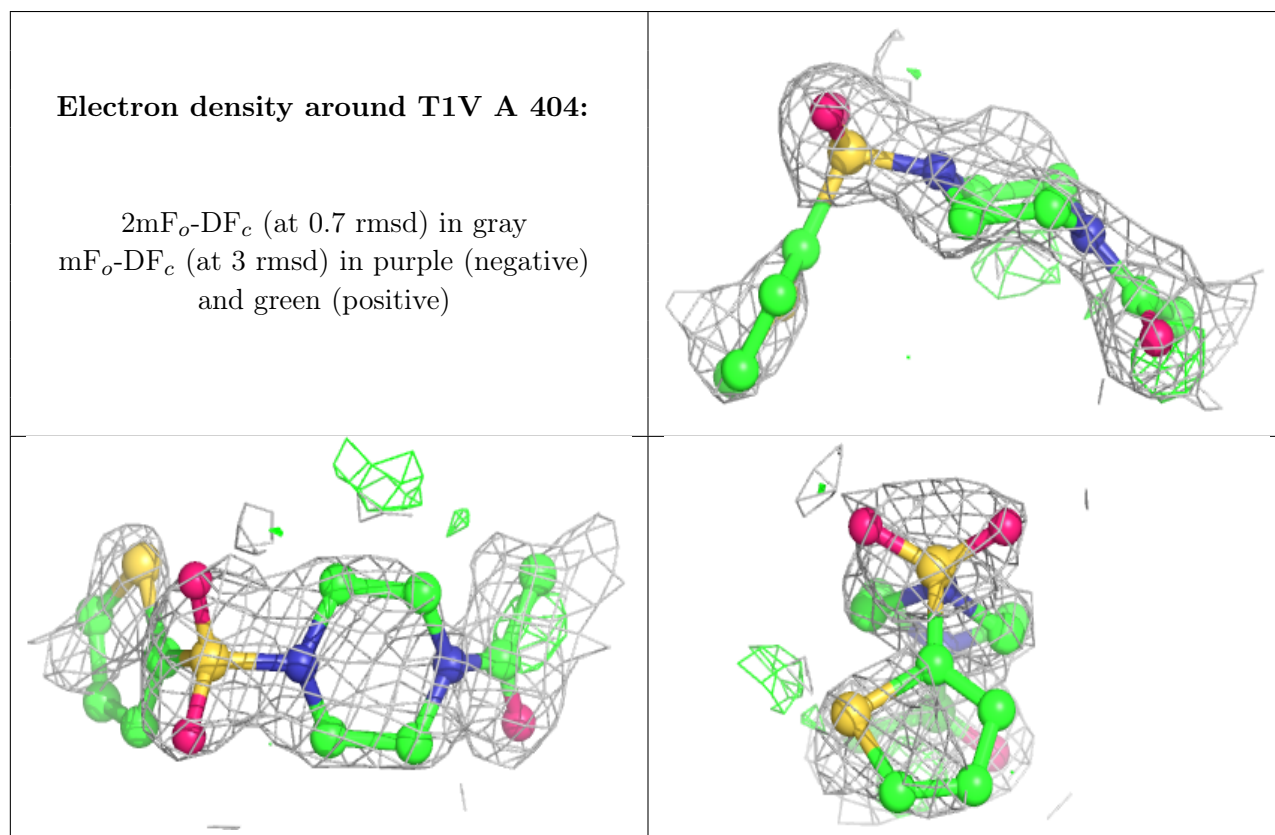 Electron density around T1V A 404:
2mFo-DFc (at 0.7 rmsd) in gray
mFo-DFc (at 3 rmsd) in purple (negative)
and green (positive)